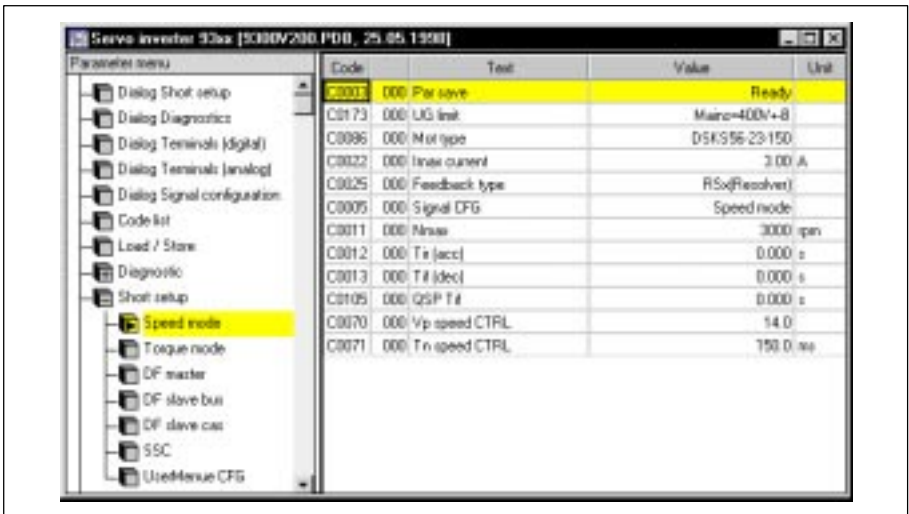 Servo inverter 93xx [9300V200.PDB, 25.05.1998]
Parameter menu
Dialog Short setup
Dialog Diagnostics
Dialog Terminals (digital)
Dialog Terminals (analog)
Dialog Signal configuration
Code list
Load / Store
Diagnostic
Short setup
Speed mode
Torque mode
DF master
DF slave bus
DF slave cas
SSC
UserMenue CFG
Code Text Value Unit
C0003 000 Par save Ready
C0173 000 UG limit Mains=400V+-B
C0086 000 Mot type DSKS56-23-150
C0022 000 Imax current 3.00 A
C0025 000 Feedback type RSx(Resolver)
C0005 000 Signal CFG Speed mode
C0011 000 Nmax 3000 rpm
C0012 000 Tir (acc) 0.000 s
C0013 000 Tif (dec) 0.000 s
C0105 000 QSP Tif 0.000 s
C0070 000 Vp speed CTRL 14.0
C0071 000 Tn speed CTRL 150.0 ms